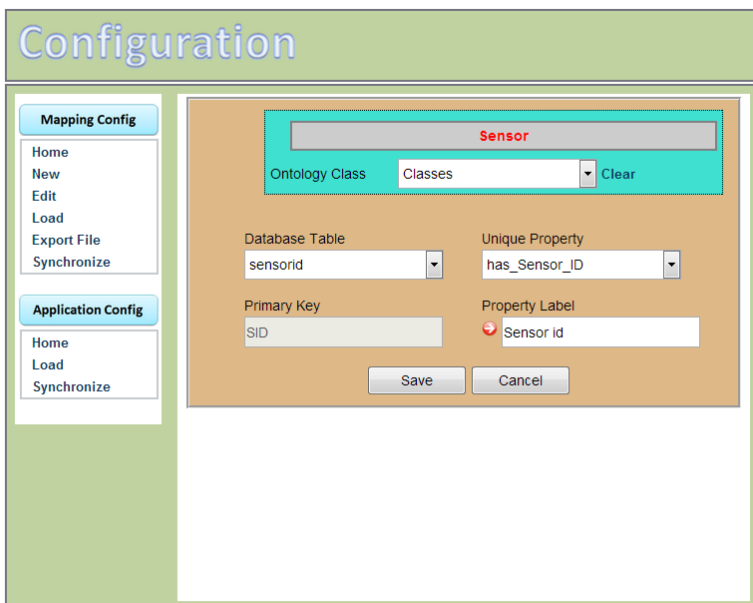 Configuration
Mapping Config
Home
New
Edit
Load
Export File
Synchronize
Application Config
Home
Load
Synchronize
Sensor
Ontology Class Classes Clear
Database Table Unique Property
sensorid has_Sensor_ID
Primary Key Property Label
SID Sensor id
Save Cancel